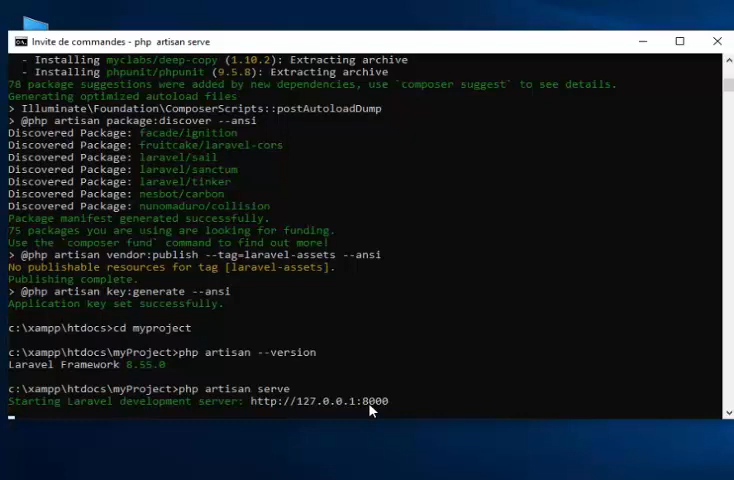 Invite de commandes - php  artisan serve
- Installing myclabs/deep-copy (1.10.2): Extracting archive
- Installing phpunit/phpunit (9.5.8): Extracting archive
78 package suggestions were added by new dependencies, use `composer suggest` to see details.
Generating optimized autoload files
> Illuminate\Foundation\ComposerScripts::postAutoloadDump
> @php artisan package:discover --ansi
Discovered Package: facade/ignition
Discovered Package: fruitcake/laravel-cors
Discovered Package: laravel/sail
Discovered Package: laravel/sanctum
Discovered Package: laravel/tinker
Discovered Package: nesbot/carbon
Discovered Package: nunomaduro/collision
Package manifest generated successfully.
75 packages you are using are looking for funding.
Use the `composer fund` command to find out more!
> @php artisan vendor:publish --tag=laravel-assets --ansi
No publishable resources for tag [laravel-assets].
Publishing complete.
> @php artisan key:generate --ansi
Application key set successfully.
c:\xampp\htdocs>cd myproject
c:\xampp\htdocs\myProject>php artisan --version
Laravel Framework 8.55.0
c:\xampp\htdocs\myProject>php artisan serve
Starting Laravel development server: http://127.0.0.1:8000